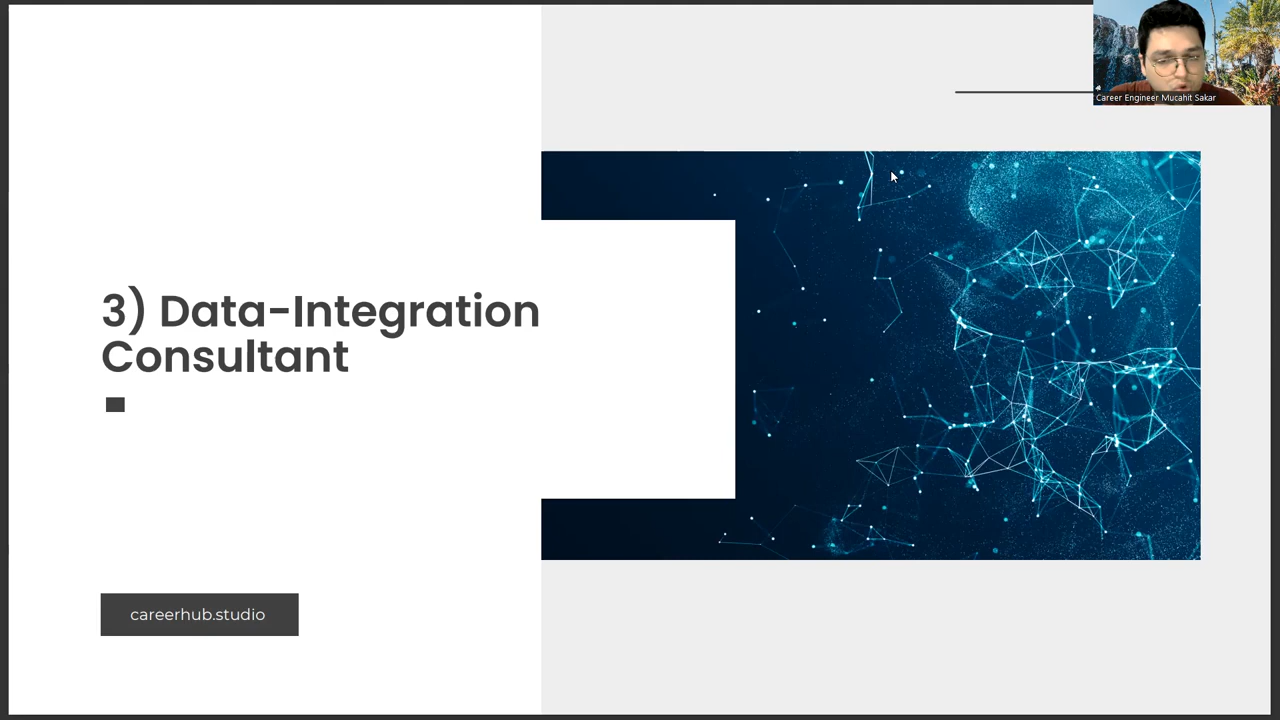 Career Engineer Mucahit Sakar
3) Data-Integration
Consultant
careerhub.studio